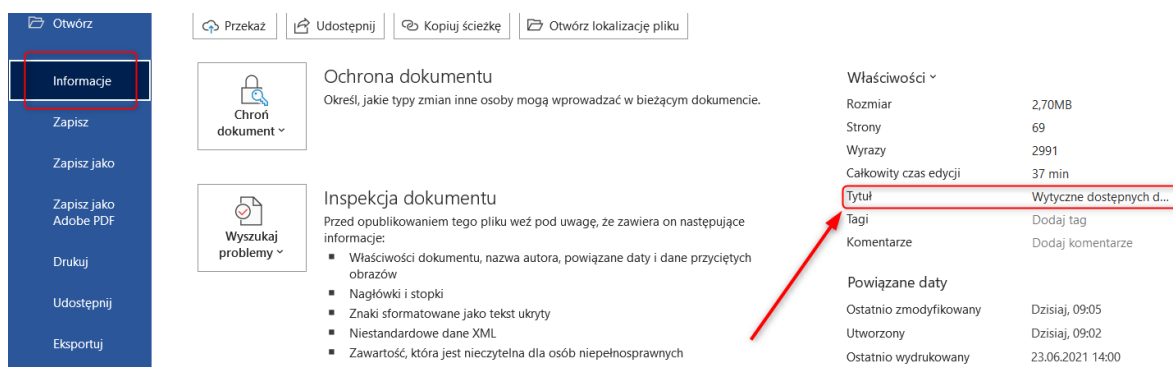 Otwórz
Informacje
Zapisz
Zapisz jako
Zapisz jako
Adobe PDF
Drukuj
Udostępnij
Eksportuj
Przekaż Udostępnij Kopiuj ścieżkę Otwórz lokalizację pliku
Chroń
dokument
Ochrona dokumentu
Określ, jakie typy zmian inne osoby mogą wprowadzać w bieżącym dokumencie.
Wyszukaj
problemy
Inspekcja dokumentu
Przed opublikowaniem tego pliku weź pod uwagę, że zawiera on następujące
informacje:
Właściwości dokumentu, nazwa autora, powiązane daty i dane przyciętych
obrazów
Nagłówki i stopki
Znaki sformatowane jako tekst ukryty
Niestandardowe dane XML
Zawartość, która jest nieczytelna dla osób niepełnosprawnych
Właściwości
Rozmiar 2,70MB
Strony 69
Wyrazy 2991
Całkowity czas edycji 37 min
Tytuł Wytyczne dostępnych d...
Tagi Dodaj tag
Komentarze Dodaj komentarze
Powiązane daty
Ostatnio zmodyfikowany Dzisiaj, 09:05
Utworzony Dzisiaj, 09:02
Ostatnio wydrukowany 23.06.2021 14:00